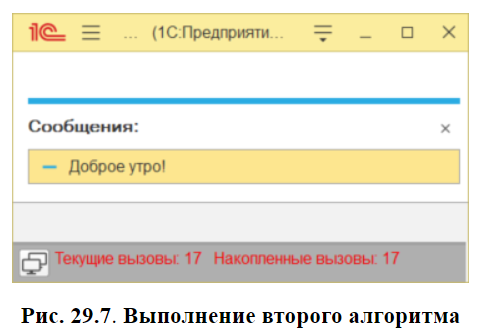 1С ... (1С:Предприяти...
Сообщения:
Доброе утро!
Текущие вызовы: 17 Накопленные вызовы: 17
Рис. 29.7. Выполнение второго алгоритма